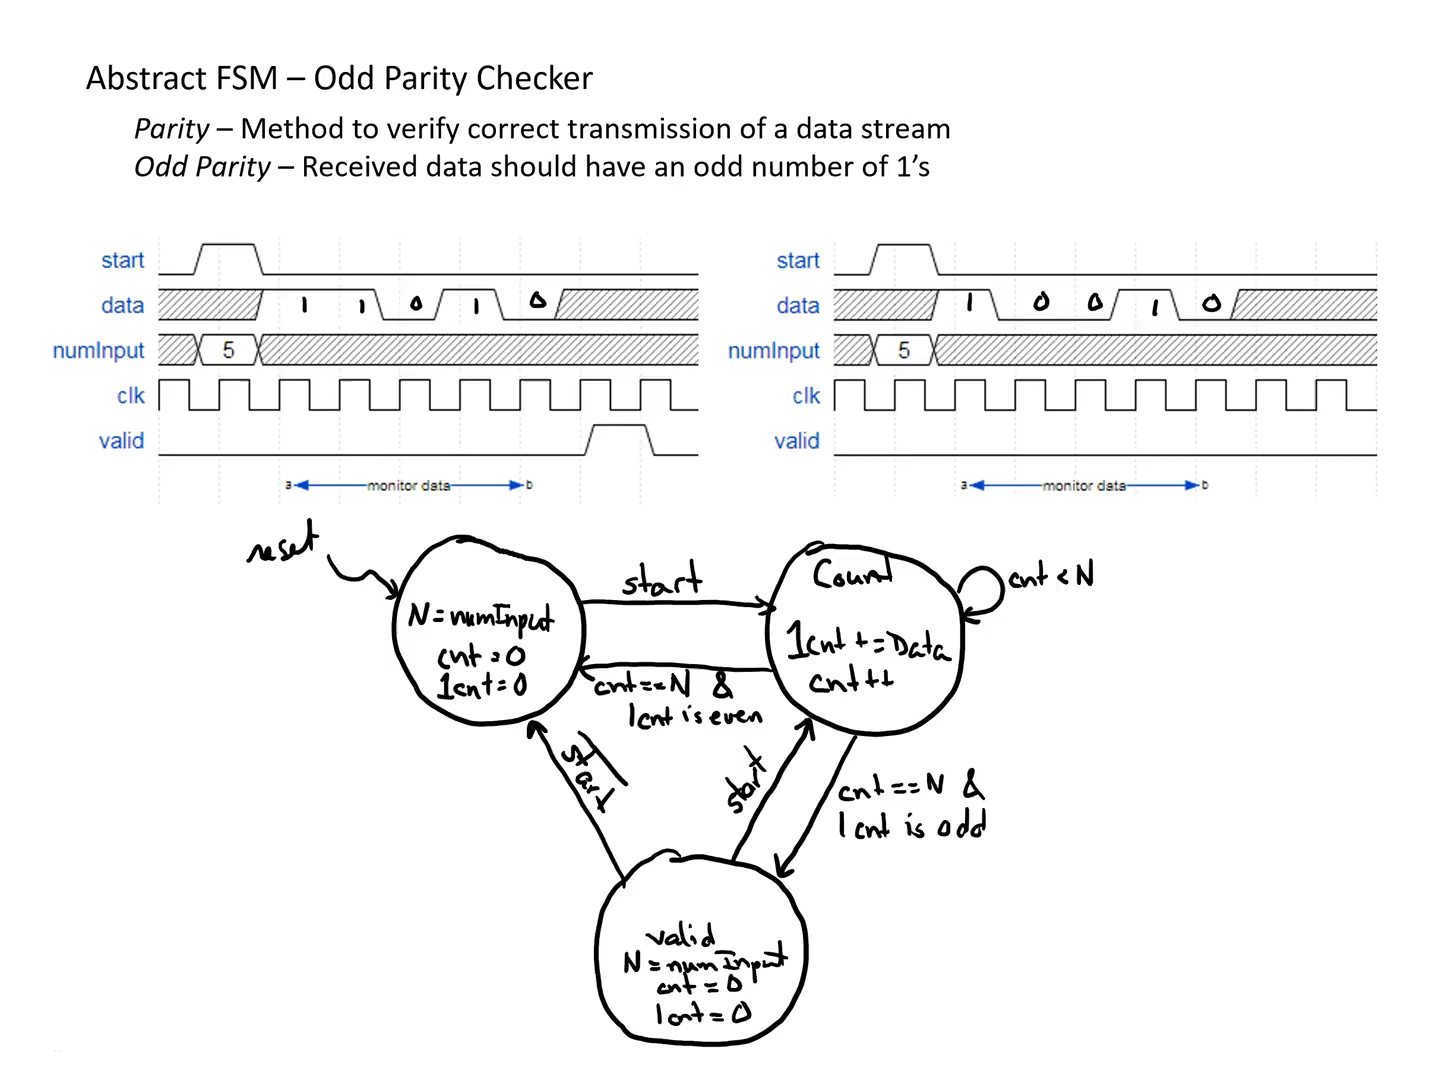 Abstract FSM – Odd Parity Checker
Parity – Method to verify correct transmission of a data stream
Odd Parity – Received data should have an odd number of 1's
start
data 1 1 0 1 0
numInput 5
clk
valid
a monitor data b
start
data 1 0 0 1 0
numInput 5
clk
valid
a monitor data b
reset
N = numInput
cnt = 0
1cnt = 0
start
Count
1cnt += Data
cnt++
cnt < N
cnt == N &
1cnt is even
start
start
cnt == N &
1cnt is odd
valid
N = numInput
cnt = 0
1cnt = 0